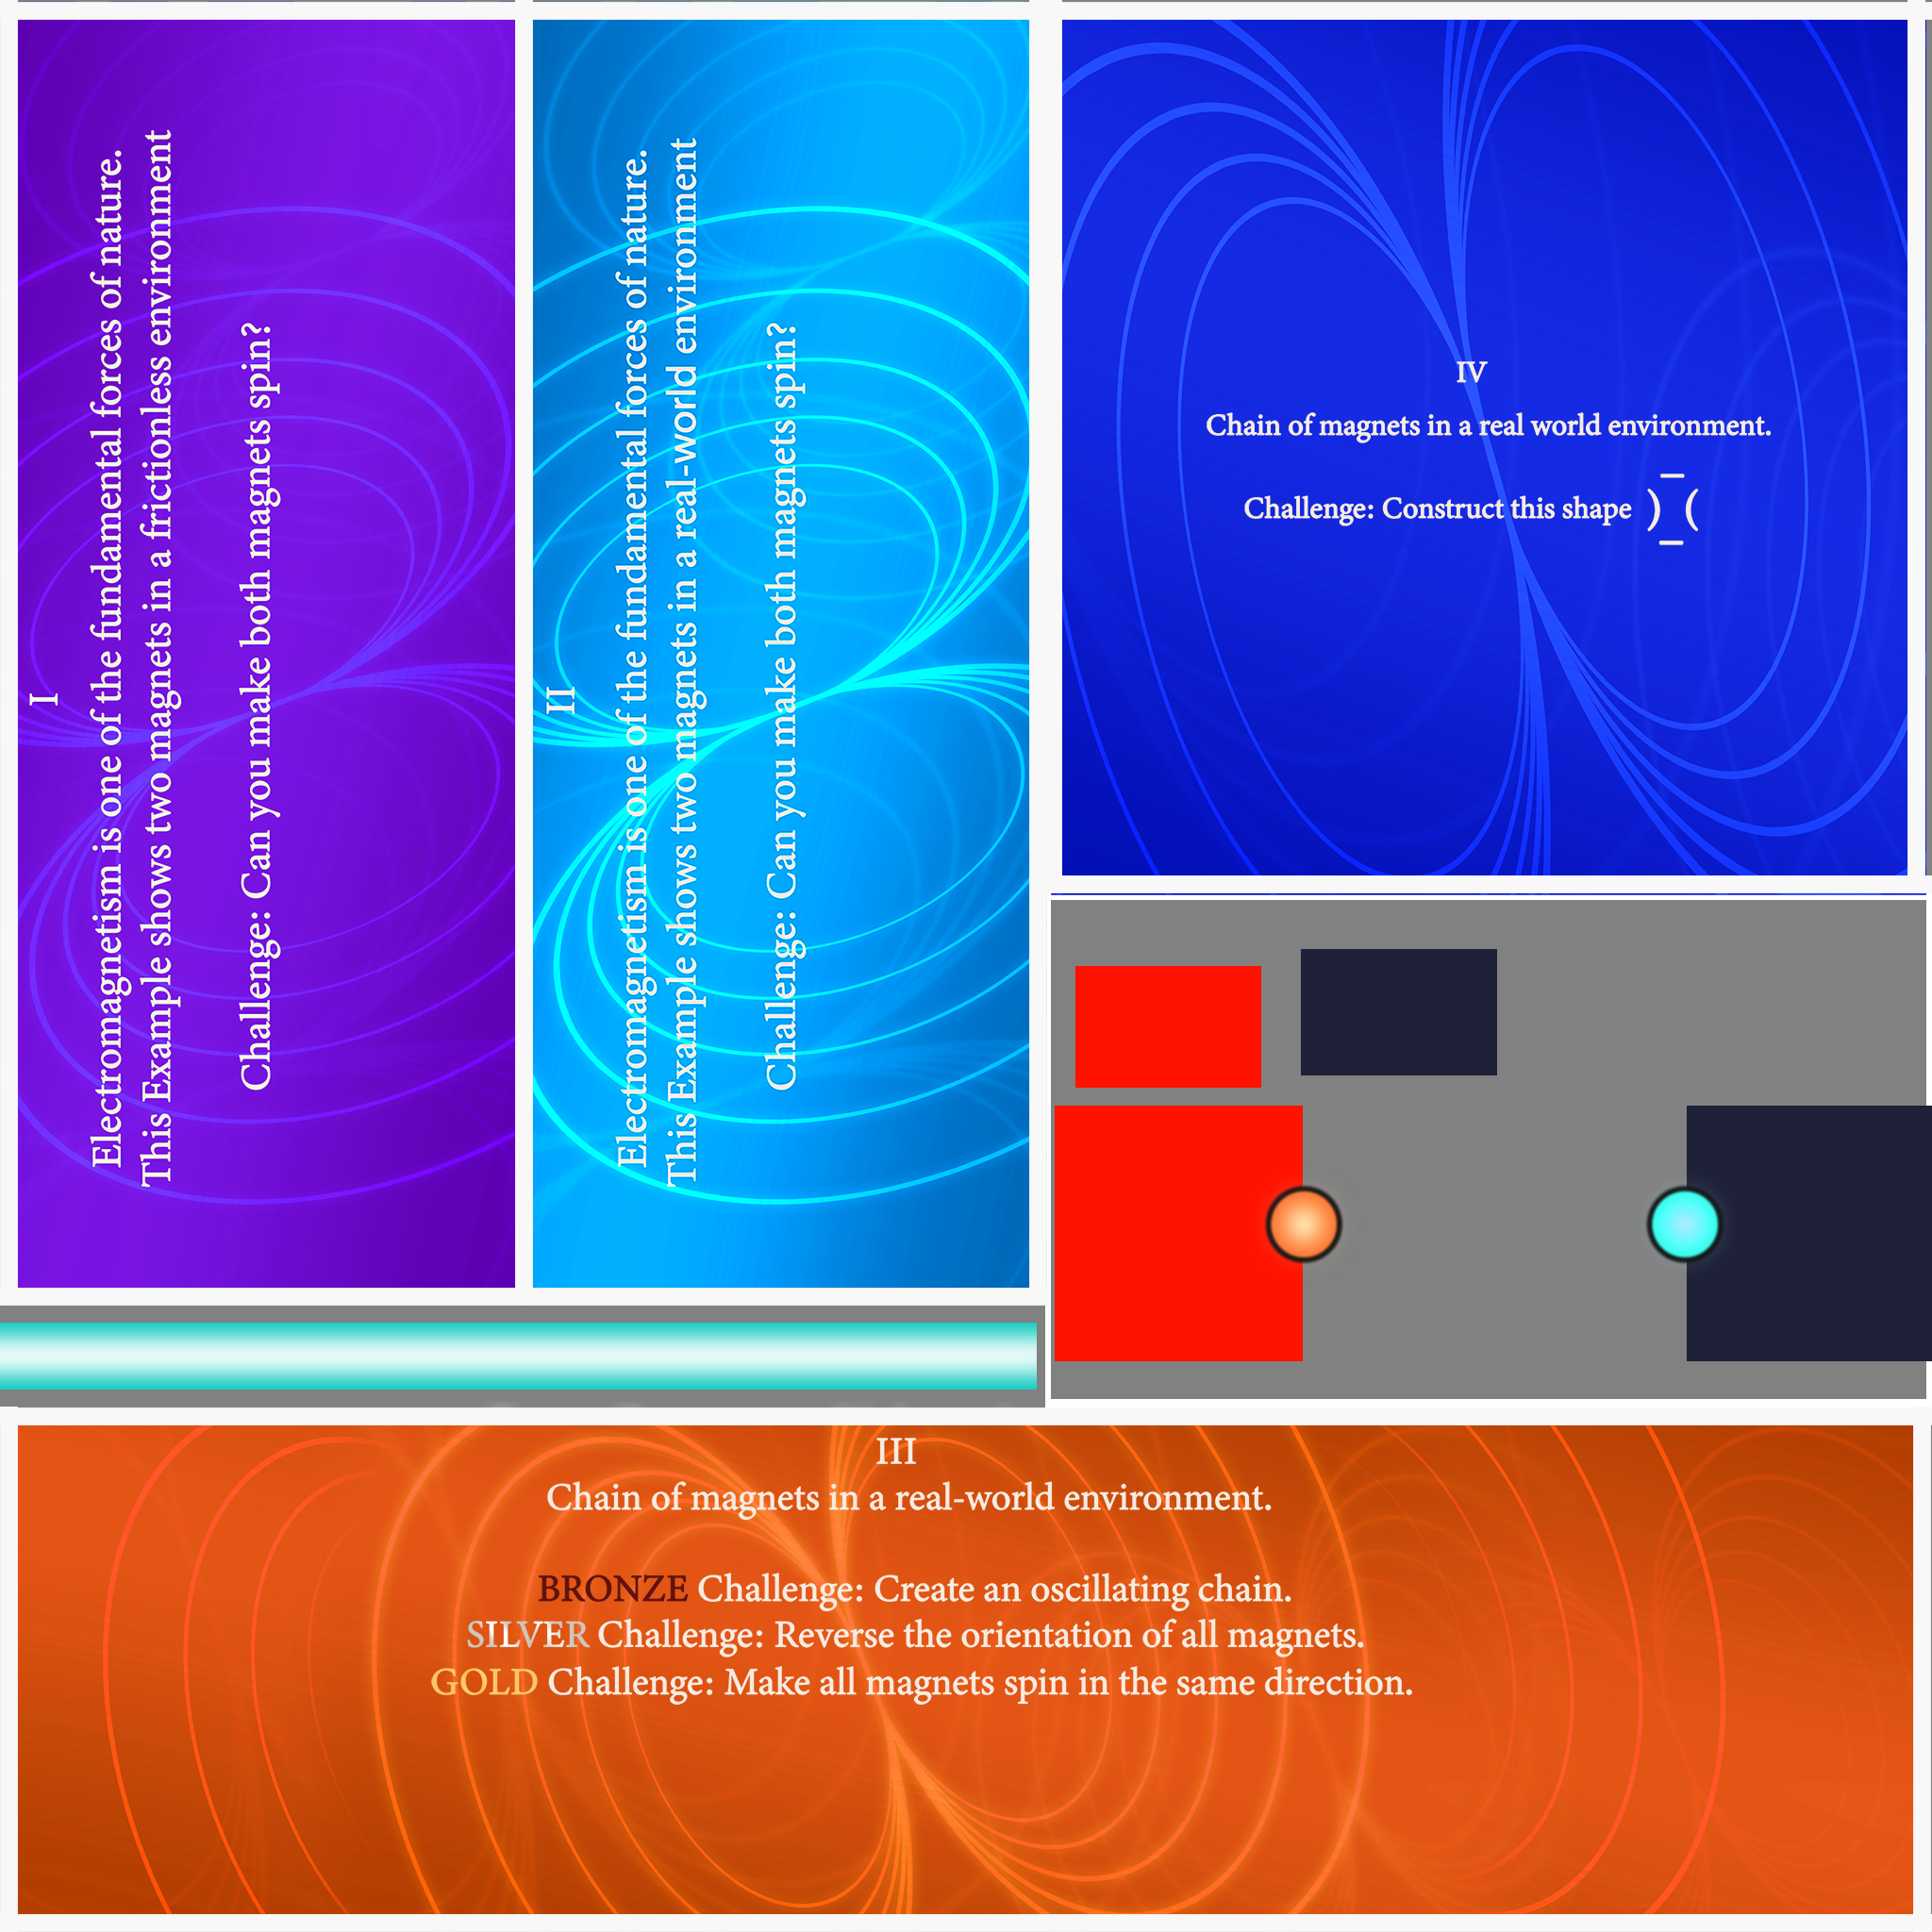 I
Electromagnetism is one of the fundamental forces of nature.
This Example shows two magnets in a frictionless environment
Challenge: Can you make both magnets spin?
II
Electromagnetism is one of the fundamental forces of nature.
This Example shows two magnets in a real-world environment
Challenge: Can you make both magnets spin?
IV
Chain of magnets in a real world environment.
Challenge: Construct this shape
III
Chain of magnets in a real-world environment.
BRONZE Challenge: Create an oscillating chain.
SILVER Challenge: Reverse the orientation of all magnets.
GOLD Challenge: Make all magnets spin in the same direction.